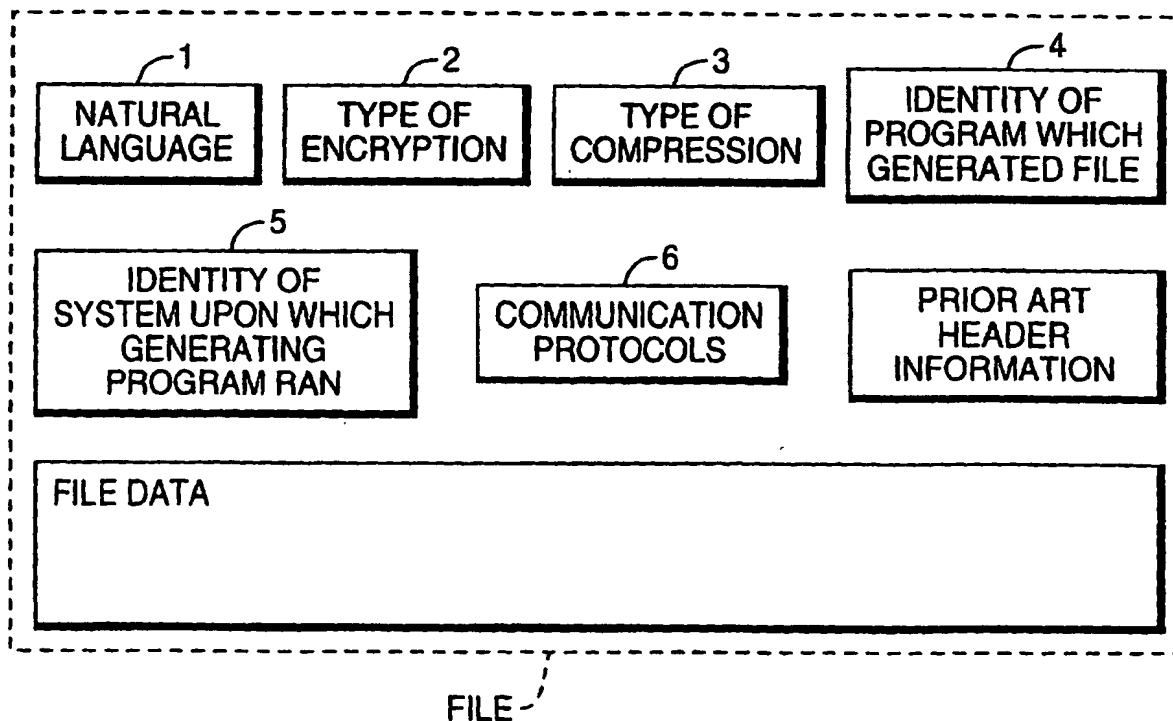 1
NATURAL
LANGUAGE
2
TYPE OF
ENCRYPTION
3
TYPE OF
COMPRESSION
4
IDENTITY OF
PROGRAM WHICH
GENERATED FILE
5
IDENTITY OF
SYSTEM UPON WHICH
GENERATING
PROGRAM RAN
6
COMMUNICATION
PROTOCOLS
PRIOR ART
HEADER
INFORMATION
FILE DATA
FILE